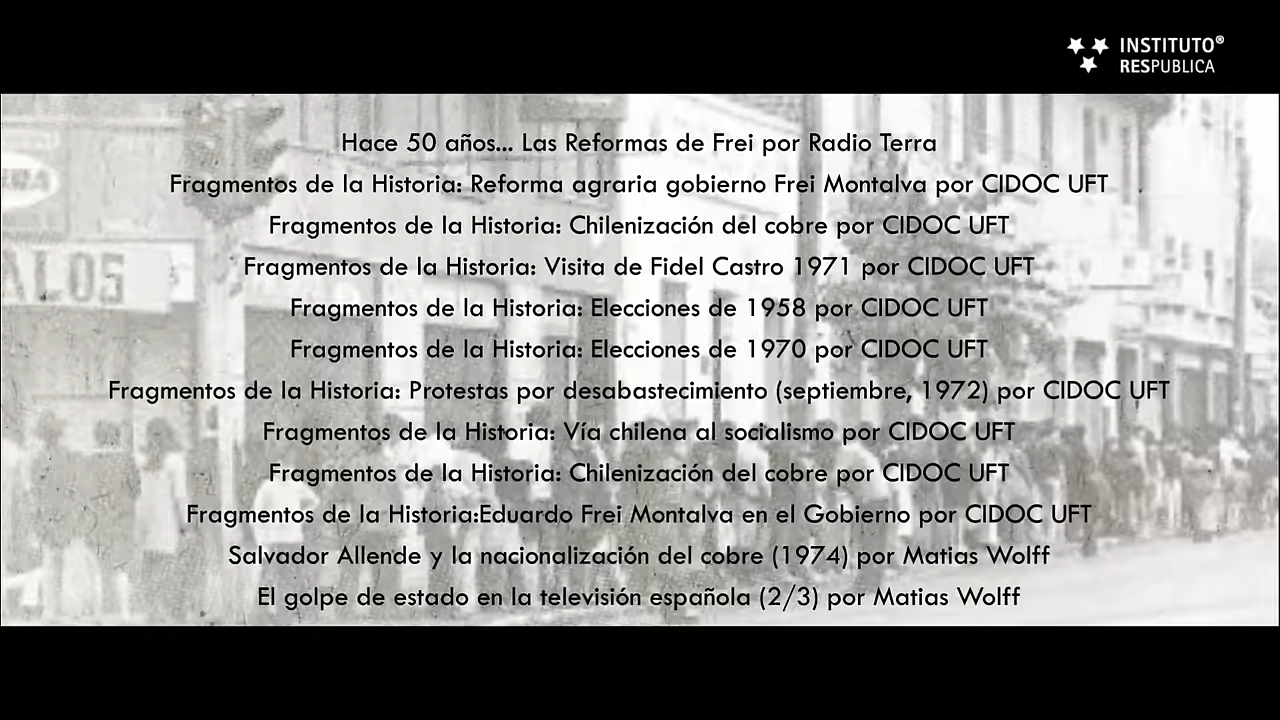 INSTITUTO®
RESPUBLICA
Hace 50 años... Las Reformas de Frei por Radio Terra
Fragmentos de la Historia: Reforma agraria gobierno Frei Montalva por CIDOC UFT
Fragmentos de la Historia: Chilenización del cobre por CIDOC UFT
Fragmentos de la Historia: Visita de Fidel Castro 1971 por CIDOC UFT
Fragmentos de la Historia: Elecciones de 1958 por CIDOC UFT
Fragmentos de la Historia: Elecciones de 1970 por CIDOC UFT
Fragmentos de la Historia: Protestas por desabastecimiento (septiembre, 1972) por CIDOC UFT
Fragmentos de la Historia: Vía chilena al socialismo por CIDOC UFT
Fragmentos de la Historia: Chilenización del cobre por CIDOC UFT
Fragmentos de la Historia:Eduardo Frei Montalva en el Gobierno por CIDOC UFT
Salvador Allende y la nacionalización del cobre (1974) por Matias Wolff
El golpe de estado en la televisión española (2/3) por Matias Wolff